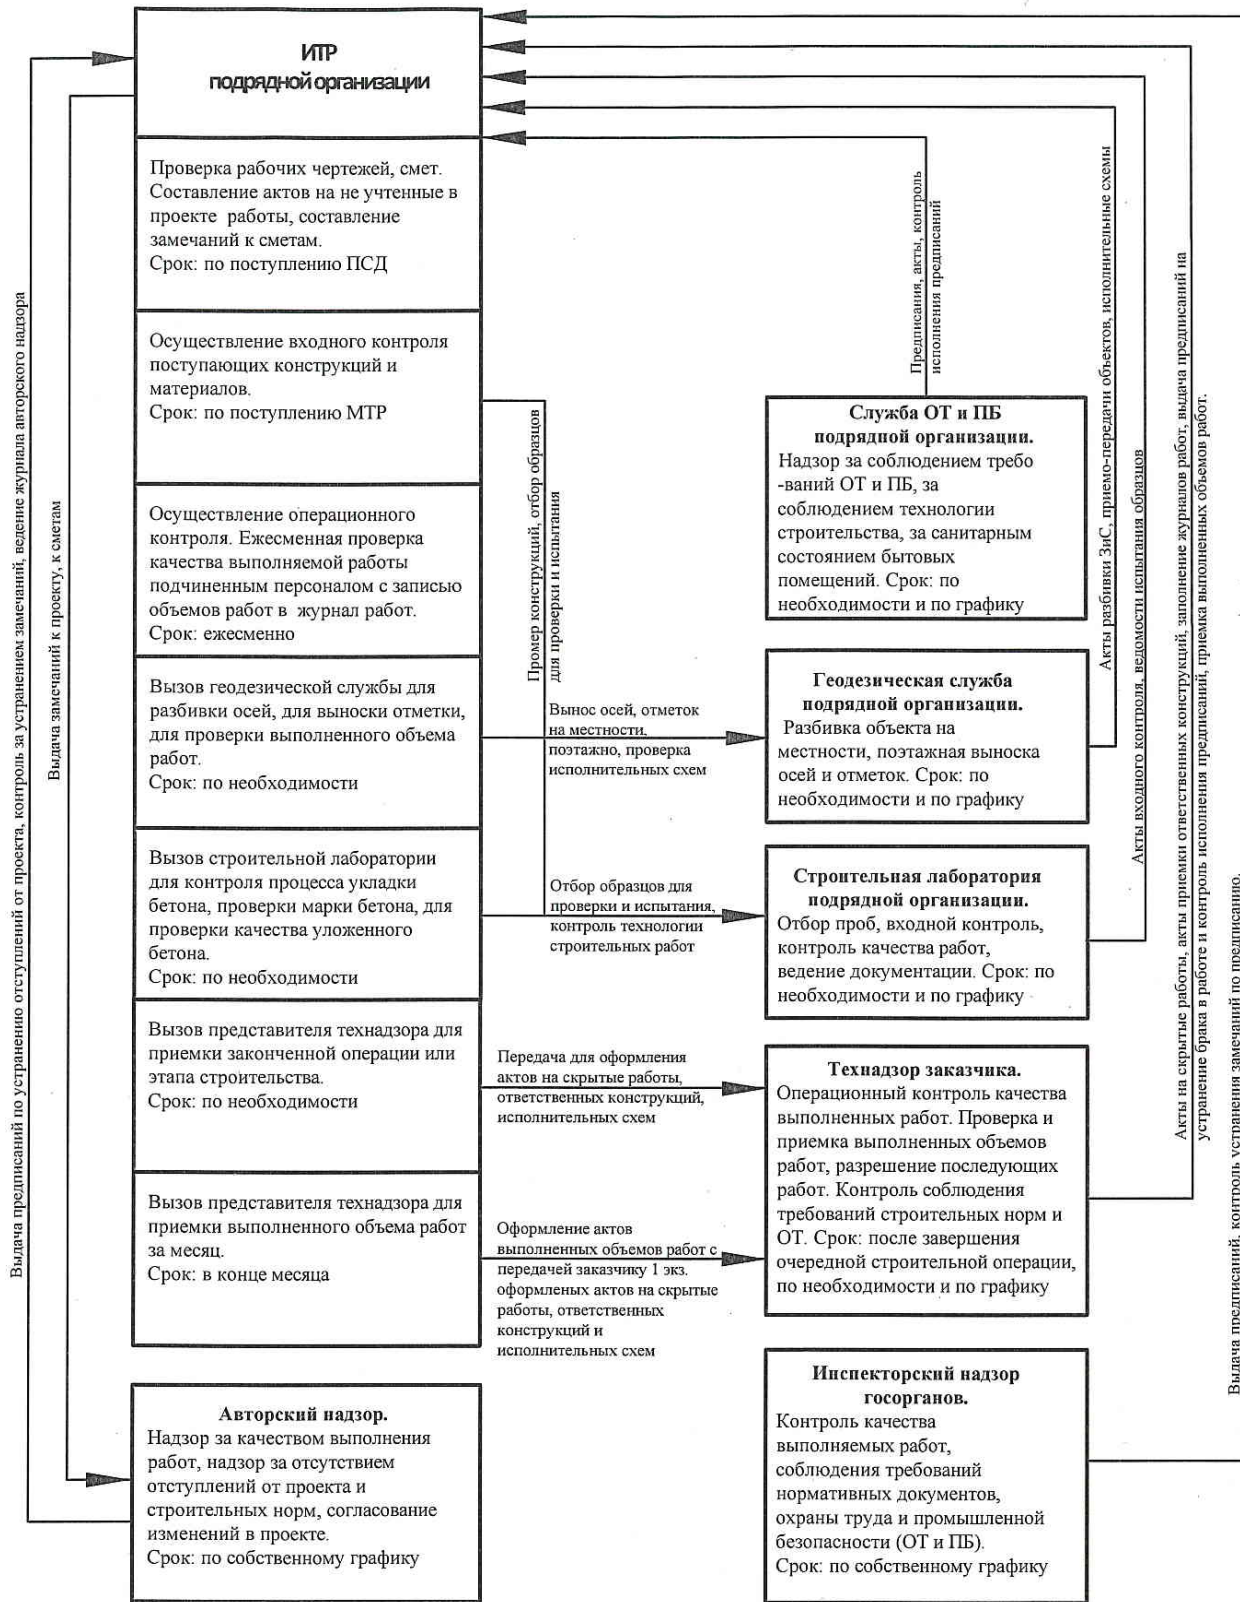 ИТР
подрядной организации
Проверка рабочих чертежей, смет.
Составление актов на не учтенные в
проекте работы, составление
замечаний к сметам.
Срок: по поступлению ПСД
Осуществление входного контроля
поступающих конструкций и
материалов.
Срок: по поступлению МТР
Осуществление операционного
контроля. Ежесменная проверка
качества выполняемой работы
подчиненным персоналом с записью
объемов работ в журнал работ.
Срок: ежесменно
Вызов геодезической службы для
разбивки осей, для выноски отметки,
для проверки выполненного объема
работ.
Срок: по необходимости
Вызов строительной лаборатории
для контроля процесса укладки
бетона, проверки марки бетона, для
проверки качества уложенного
бетона.
Срок: по необходимости
Вызов представителя технадзора для
приемки законченной операции или
этапа строительства.
Срок: по необходимости
Вызов представителя технадзора для
приемки выполненного объема работ
за месяц.
Срок: в конце месяца
Авторский надзор.
Надзор за качеством выполнения
работ, надзор за отсутствием
отступлений от проекта и
строительных норм, согласование
изменений в проекте.
Срок: по собственному графику
Выдача предписаний по устранению отступлений от проекта, контроль за устранением замечаний, ведение журнала авторского надзора
Выдача замечаний к проекту, к сметам
Промер конструкций, отбор образцов
для проверки и испытания
Вынос осей, отметок
на местности,
поэтажно, проверка
исполнительных схем
Отбор образцов для
проверки и испытания,
контроль технологии
строительных работ
Передача для оформления
актов на скрытые работы,
ответственных конструкций,
исполнительных схем
Оформление актов
выполненных объемов работ с
передачей заказчику 1 экз.
оформленых актов на скрытые
работы, ответственных
конструкций и
исполнительных схем
Предписания, акты, контроль
исполнения предписаний
Служба ОТ и ПБ
подрядной организации.
Надзор за соблюдением требо
-ваний ОТ и ПБ, за
соблюдением технологии
строительства, за санитарным
состоянием бытовых
помещений. Срок: по
необходимости и по графику
Геодезическая служба
подрядной организации.
Разбивка объекта на
местности, поэтажная выноска
осей и отметок. Срок: по
необходимости и по графику
Строительная лаборатория
подрядной организации.
Отбор проб, входной контроль,
контроль качества работ,
ведение документации. Срок: по
необходимости и по графику
Технадзор заказчика.
Операционный контроль качества
выполненных работ. Проверка и
приемка выполненных объемов
работ, разрешение последующих
работ. Контроль соблюдения
требований строительных норм и
ОТ. Срок: после завершения
очередной строительной операции,
по необходимости и по графику
Инспекторский надзор
госорганов.
Контроль качества
выполняемых работ,
соблюдения требований
нормативных документов,
охраны труда и промышленной
безопасности (ОТ и ПБ).
Срок: по собственному графику
Акты разбивки ЗиС, приемо-передачи объектов, исполнительные схемы
Акты входного контроля, ведомости испытания образцов
Акты на скрытые работы, акты приемки ответственных конструкций, заполнение журналов работ, выдача предписаний на
устранение брака в работе и контроль исполнения предписаний, приемка выполненных объемов работ.
Выдача предписаний, контроль устранения замечаний по предписанию.